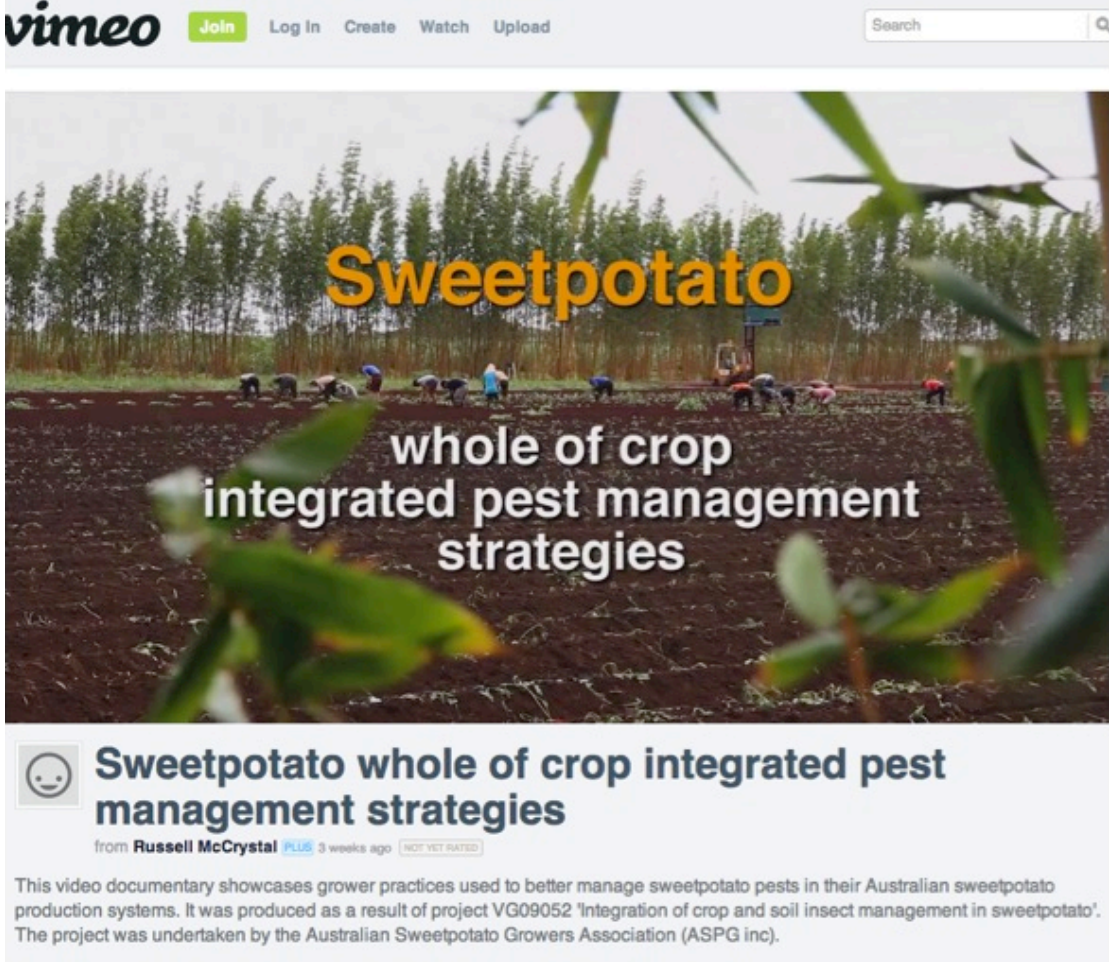 vimeo Join Log In Create Watch Upload Search
Sweetpotato
whole of crop
integrated pest management
strategies
Sweetpotato whole of crop integrated pest
management strategies
from Russell McCrystal PLUS 3 weeks ago NOT YET RATED
This video documentary showcases grower practices used to better manage sweetpotato pests in their Australian sweetpotato
production systems. It was produced as a result of project VG09052 'Integration of crop and soil insect management in sweetpotato'.
The project was undertaken by the Australian Sweetpotato Growers Association (ASPG inc).